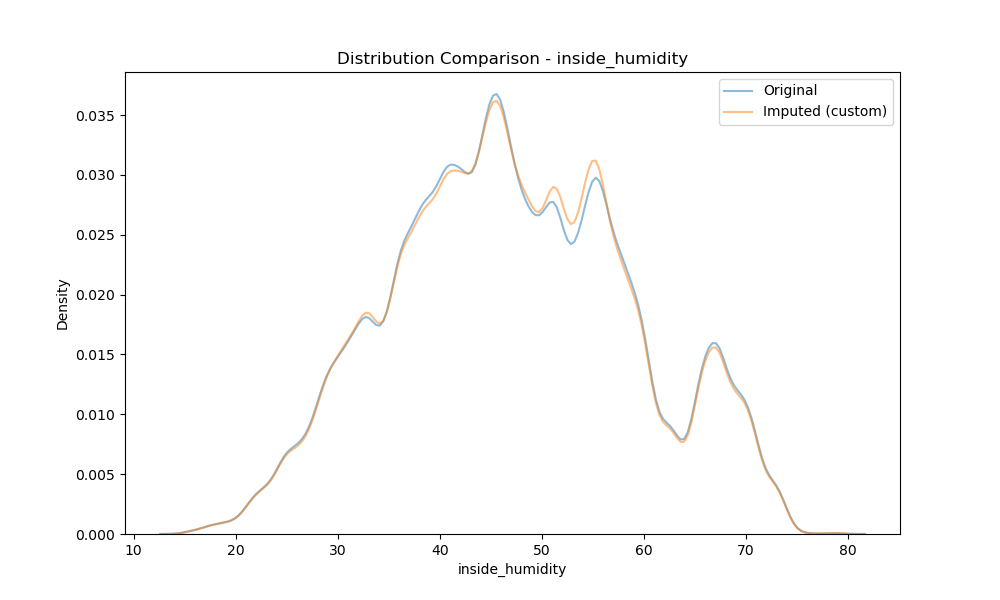 Distribution Comparison - inside_humidity
Original
Imputed (custom)
Density
0.035
0.030
0.025
0.020
0.015
0.010
0.005
0.000
10 20 30 40 50 60 70 80
inside_humidity